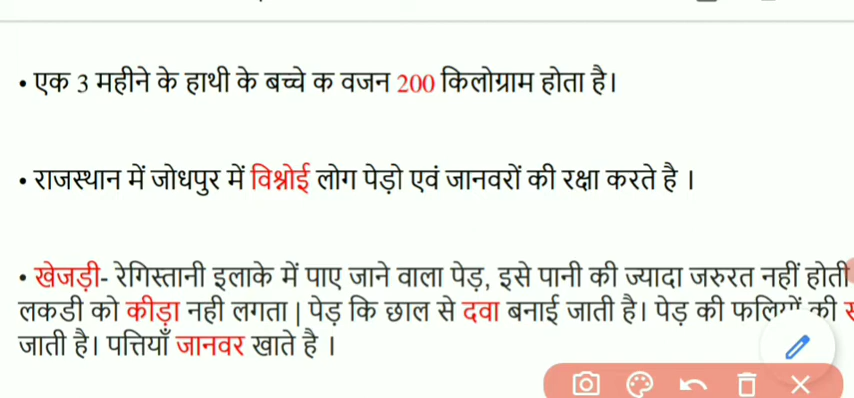 • एक 3 महीने के हाथी के बच्चे क वजन 200 किलोग्राम होता है।
• राजस्थान में जोधपुर में विश्नोई लोग पेड़ो एवं जानवरों की रक्षा करते है ।
• खेजड़ी- रेगिस्तानी इलाके में पाए जाने वाला पेड़, इसे पानी की ज्यादा जरुरत नहीं होती
लकडी को कीड़ा नही लगता | पेड़ कि छाल से दवा बनाई जाती है। पेड़ की फलियों की
जाती है। पत्तियाँ जानवर खाते है ।